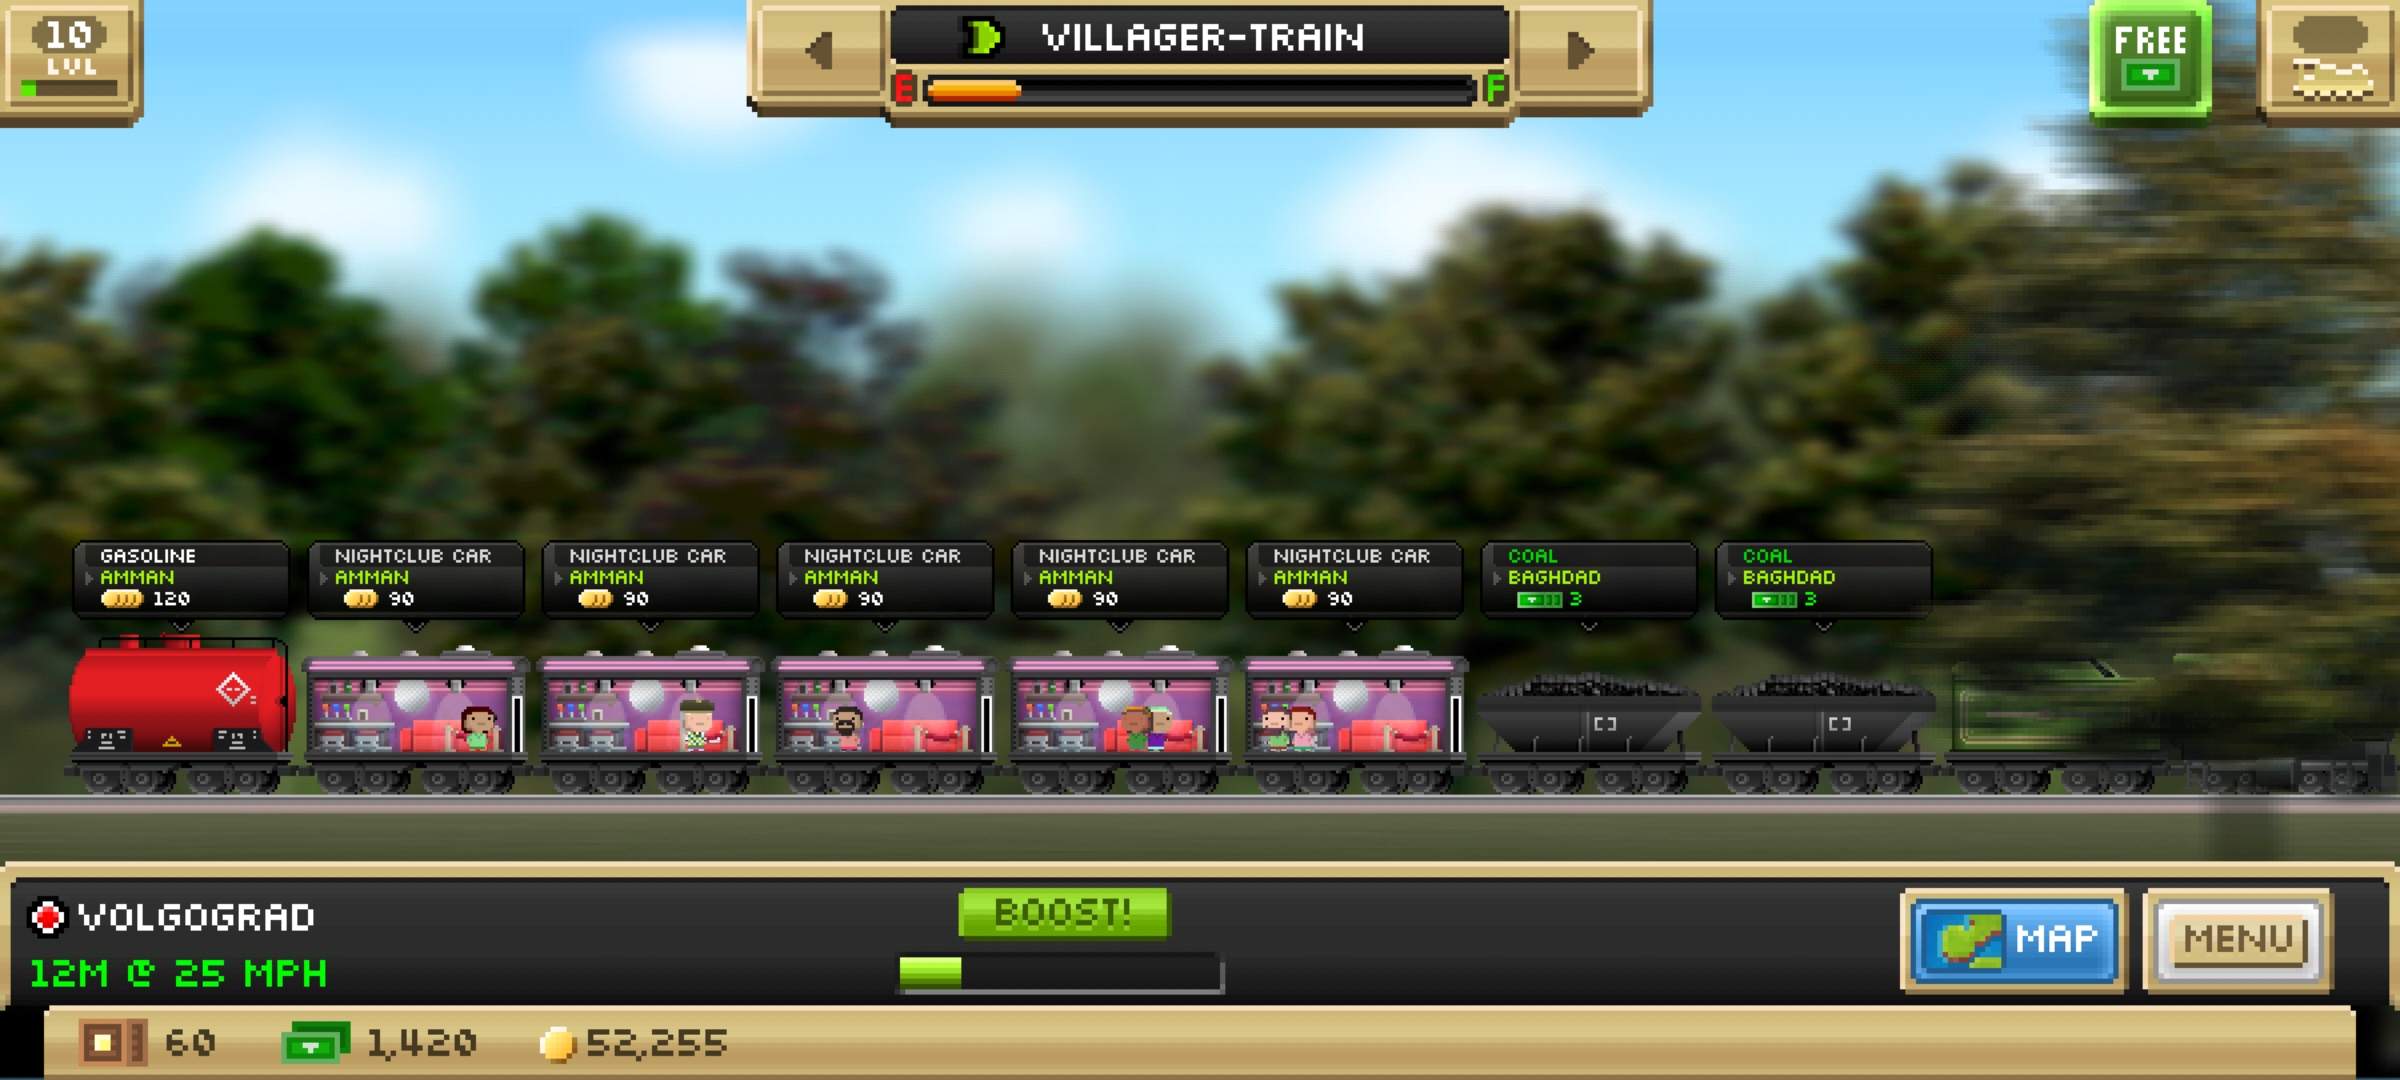 10
LVL
VILLAGER-TRAIN
E
F
FREE
GASOLINE
AMMAN
120
NIGHTCLUB CAR
AMMAN
90
NIGHTCLUB CAR
AMMAN
90
NIGHTCLUB CAR
AMMAN
90
NIGHTCLUB CAR
AMMAN
90
NIGHTCLUB CAR
AMMAN
90
COAL
BAGHDAD
3
COAL
BAGHDAD
3
VOLGOGRAD
12M @ 25 MPH
BOOST!
MAP
MENU
60
1,420
52,255